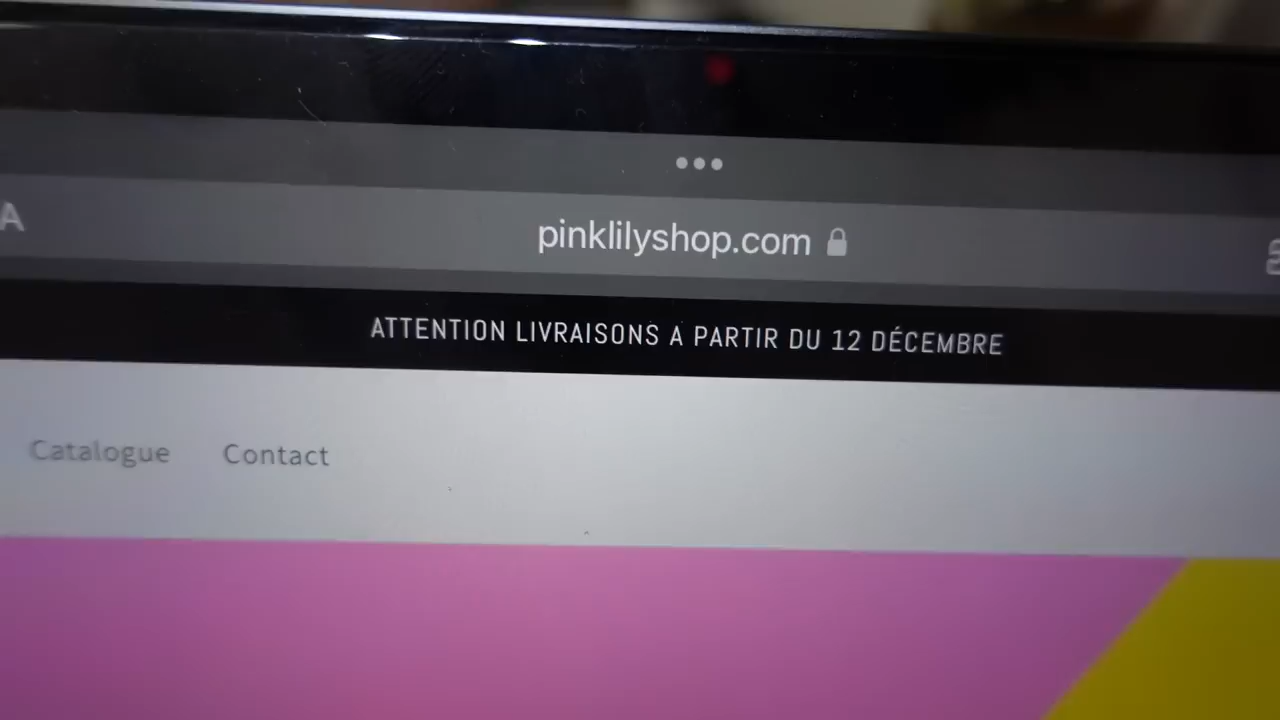 A
pinklilyshop.com
ATTENTION LIVRAISONS A PARTIR DU 12 DÉCEMBRE
Catalogue Contact